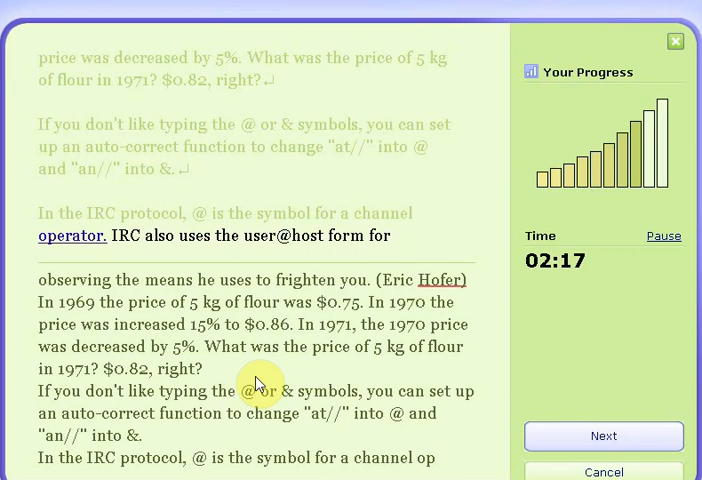 price was decreased by 5%. What was the price of 5 kg
of flour in 1971? $0.82, right?↵
If you don't like typing the @ or & symbols, you can set
up an auto-correct function to change "at//" into @
and "an//" into &.↵
In the IRC protocol, @ is the symbol for a channel
operator. IRC also uses the user@host form for
observing the means he uses to frighten you. (Eric Hofer)
In 1969 the price of 5 kg of flour was $0.75. In 1970 the
price was increased 15% to $0.86. In 1971, the 1970 price
was decreased by 5%. What was the price of 5 kg of flour
in 1971? $0.82, right?
If you don't like typing the @ or & symbols, you can set up
an auto-correct function to change "at//" into @ and
"an//" into &.
In the IRC protocol, @ is the symbol for a channel op
Your Progress
Time
Pause
02:17
Next
Cancel